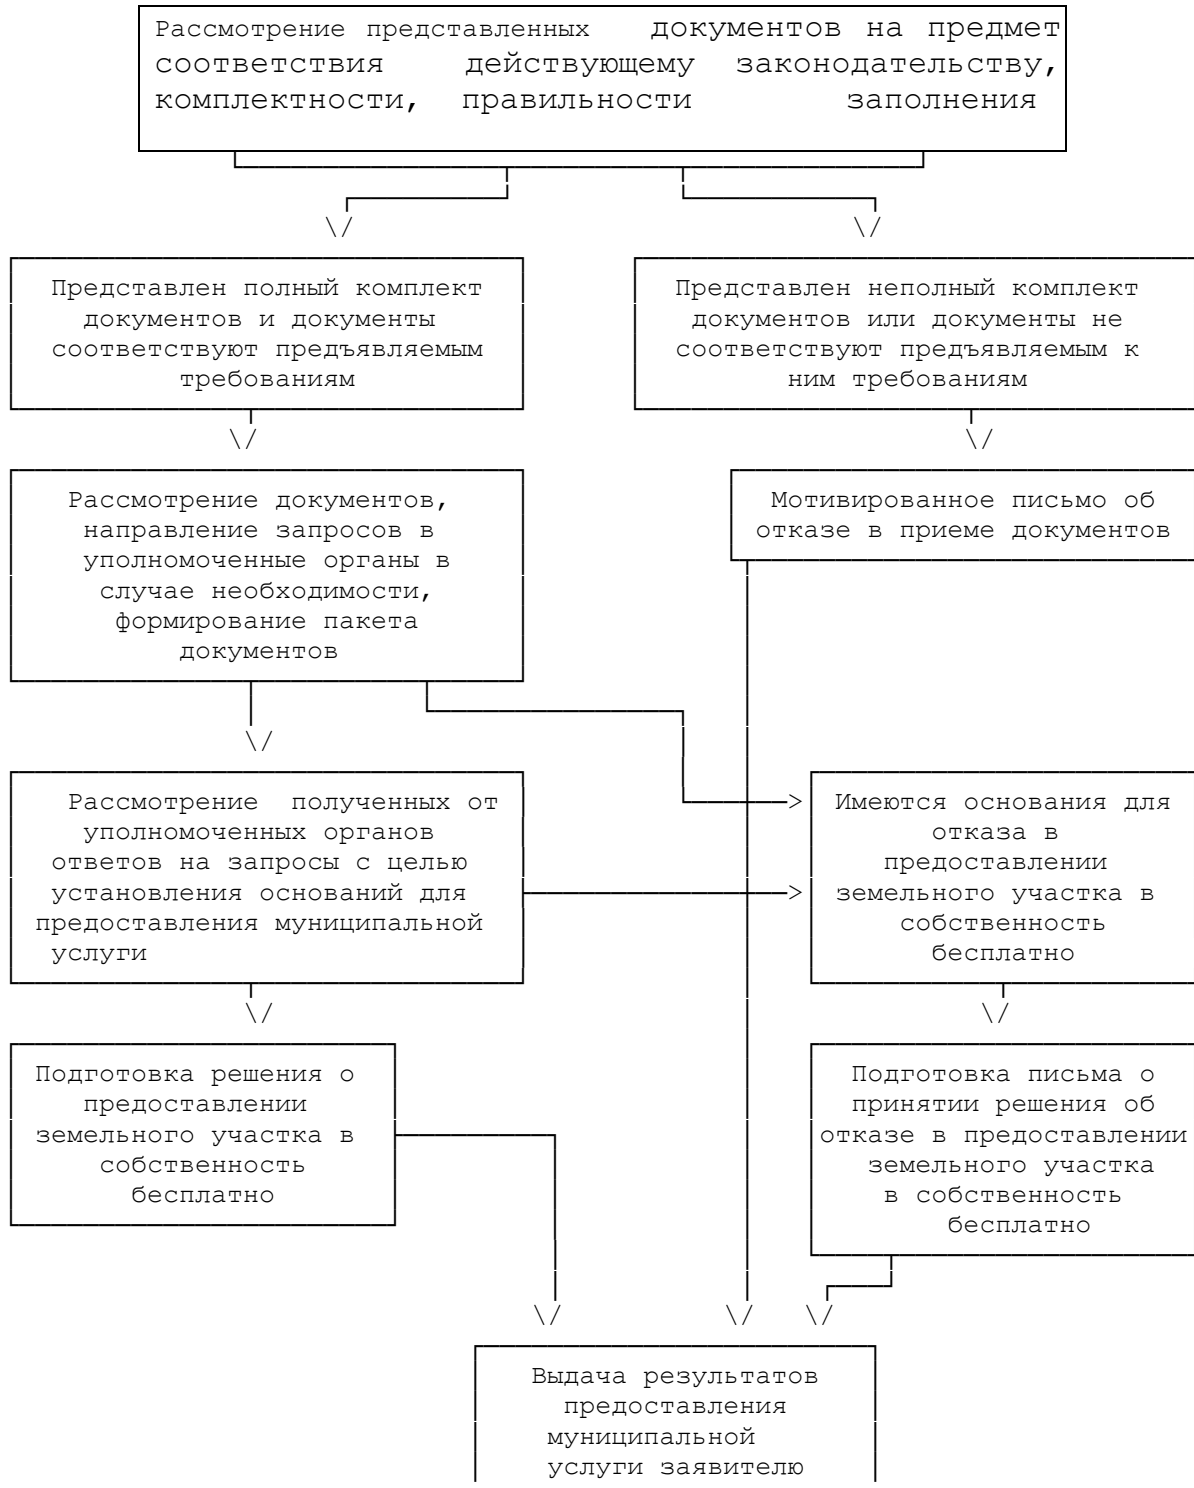 Рассмотрение представленных документов на предмет
соответствия действующему законодательству,
комплектности, правильности заполнения
\/ \/
Представлен полный комплект
документов и документы
соответствуют предъявляемым
требованиям
Представлен неполный комплект
документов или документы не
соответствуют предъявляемым к
ним требованиям
\/ \/
Рассмотрение документов,
направление запросов в
уполномоченные органы в
случае необходимости,
формирование пакета
документов
Мотивированное письмо об
отказе в приеме документов
\/
Рассмотрение полученных от
уполномоченных органов
ответов на запросы с целью
установления оснований для
предоставления муниципальной
услуги
>
>
Имеются основания для
отказа в
предоставлении
земельного участка в
собственность
бесплатно
\/ \/
Подготовка решения о
предоставлении
земельного участка в
собственность
бесплатно
Подготовка письма о
принятии решения об
отказе в предоставлении
земельного участка
в собственность
бесплатно
\/ \/ \/
Выдача результатов
предоставления
муниципальной
услуги заявителю